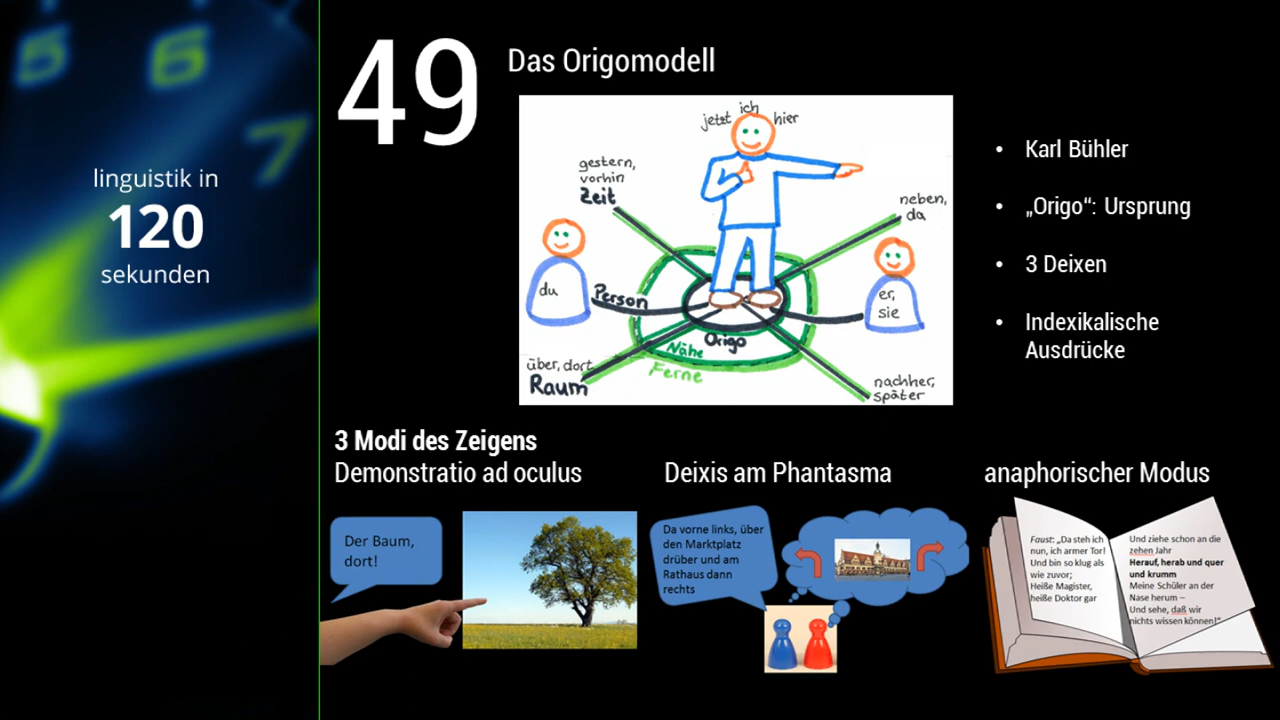 5
6
7
linguistik in
120
sekunden
49
Das Origomodell
jetzt ich hier
gestern,
vorhin
Zeit
neben,
da
du
Person
er,
sie
Origo
Nähe
Ferne
über, dort
Raum
nachher,
später
• Karl Bühler
• „Origo“: Ursprung
• 3 Deixen
• Indexikalische
Ausdrücke
3 Modi des Zeigens
Demonstratio ad oculus
Der Baum,
dort!
Deixis am Phantasma
Da vorne links, über
den Marktplatz
drüber und am
Rathaus dann
rechts
anaphorischer Modus
Faust: „Da steh ich
nun, ich armer Tor!
Und bin so klug als
wie zuvor;
Heiße Magister,
heiße Doktor gar
Und ziehe schon an die
zehen Jahr
Herauf, herab und quer
und krumm
Meine Schüler an der
Nase herum –
Und sehe, daß wir
nichts wissen können!“